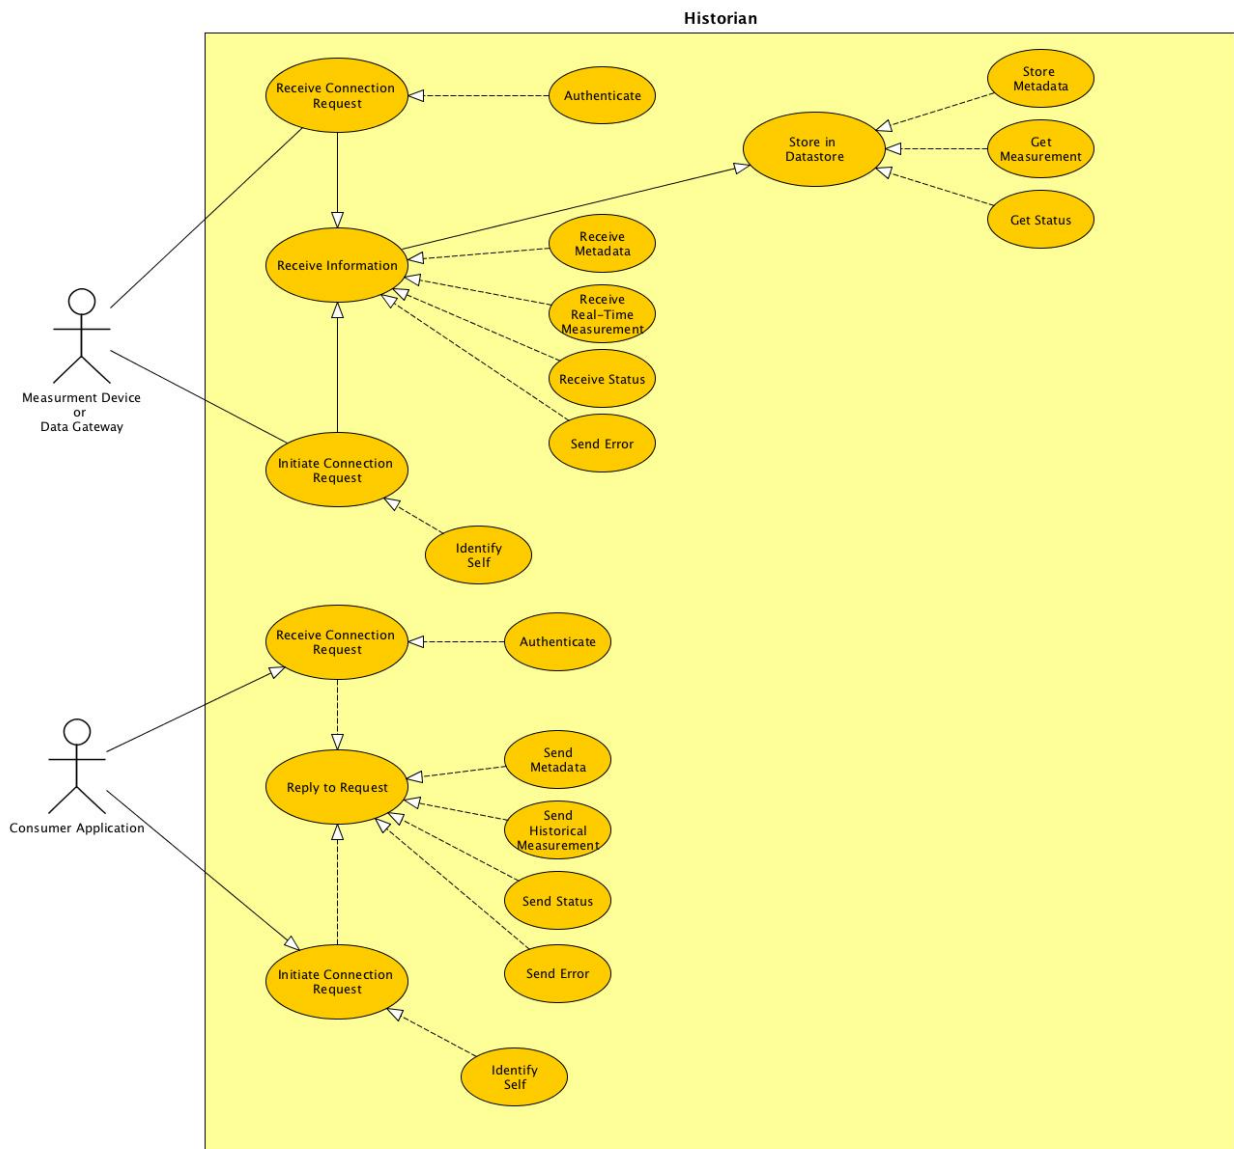 Historian
Receive Connection
Request
Authenticate
Store
Metadata
Store in
Datastore
Get
Measurement
Get Status
Receive
Metadata
Receive Information
Receive
Real-Time
Measurement
Receive Status
Send Error
Measurment Device
or
Data Gateway
Initiate Connection
Request
Identify
Self
Receive Connection
Request
Authenticate
Send
Metadata
Reply to Request
Send
Historical
Measurement
Consumer Application
Send Status
Send Error
Initiate Connection
Request
Identify
Self